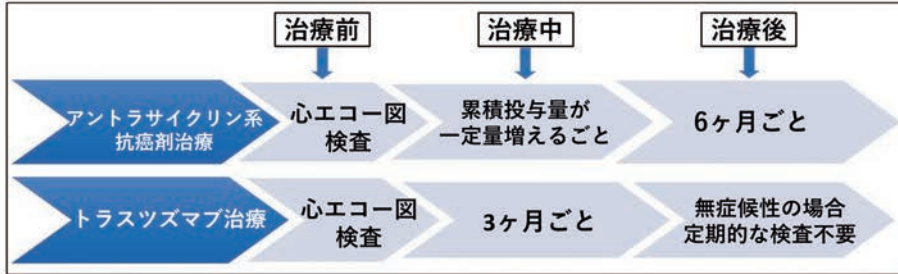 治療前
治療中
治療後
アントラサイクリン系
抗癌剤治療
心エコー図
検査
累積投与量が
一定量増えるごと
6ヶ月ごと
トラスツズマブ治療
心エコー図
検査
3ヶ月ごと
無症候性の場合
定期的な検査不要